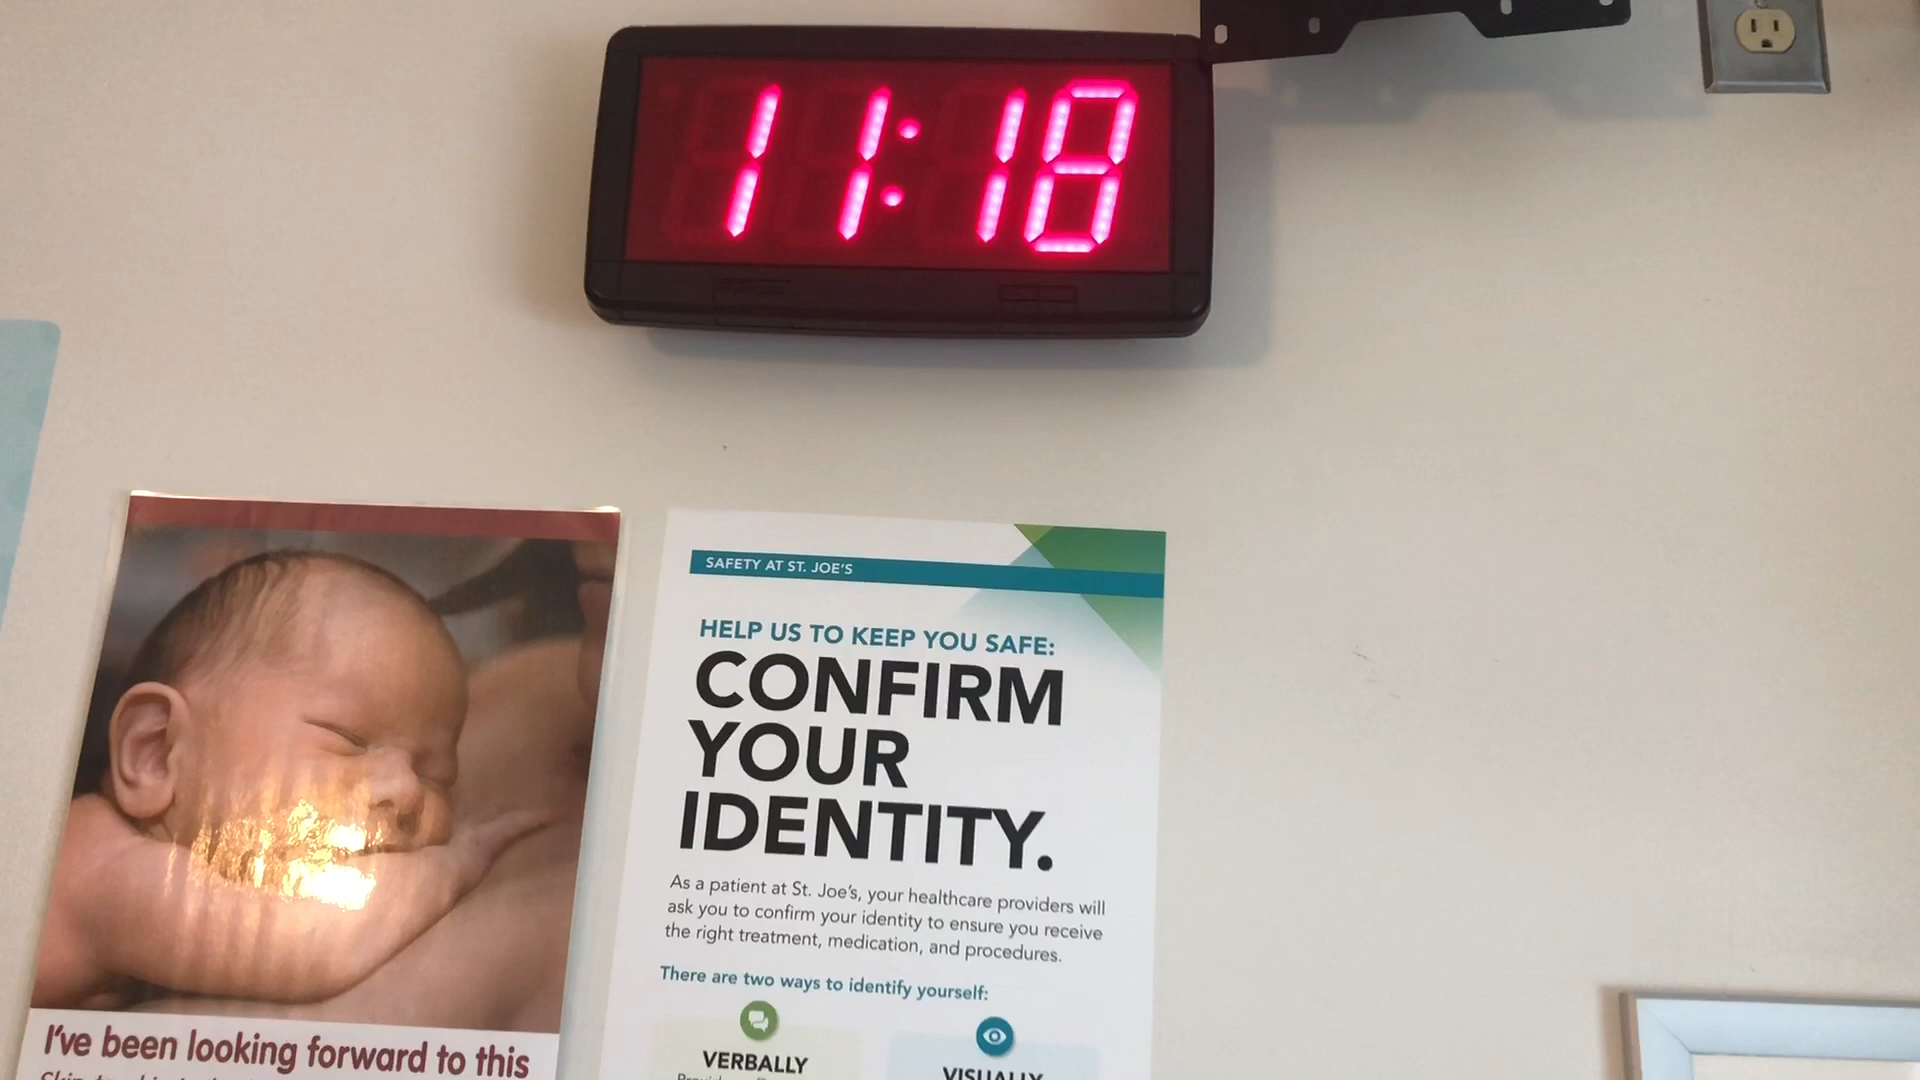 11:18
SAFETY AT ST. JOE'S
HELP US TO KEEP YOU SAFE:
CONFIRM
YOUR
IDENTITY.
As a patient at St. Joe's, your healthcare providers will
ask you to confirm your identity to ensure you receive
the right treatment, medication, and procedures.
There are two ways to identify yourself:
VERBALLY
VISUALLY
I've been looking forward to this